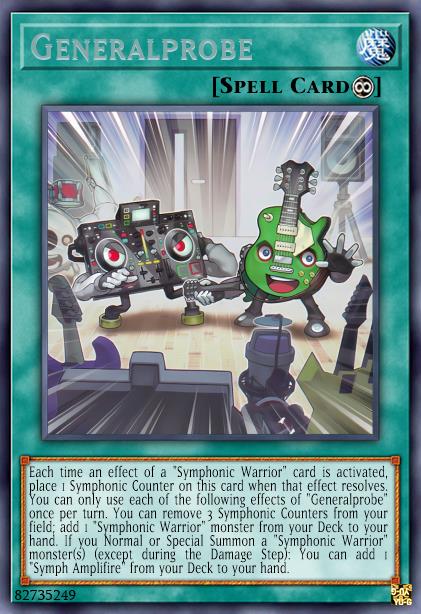 GENERALPROBE
[SPELL CARD]
Each time an effect of a "Symphonic Warrior" card is activated,
place 1 Symphonic Counter on this card when that effect resolves.
You can only use each of the following effects of "Generalprobe"
once per turn. You can remove 3 Symphonic Counters from your
field; add 1 "Symphonic Warrior" monster from your Deck to your
hand. If you Normal or Special Summon a "Symphonic Warrior"
monster(s) (except during the Damage Step): You can add 1
"Symph Amplifire" from your Deck to your hand.
82735249